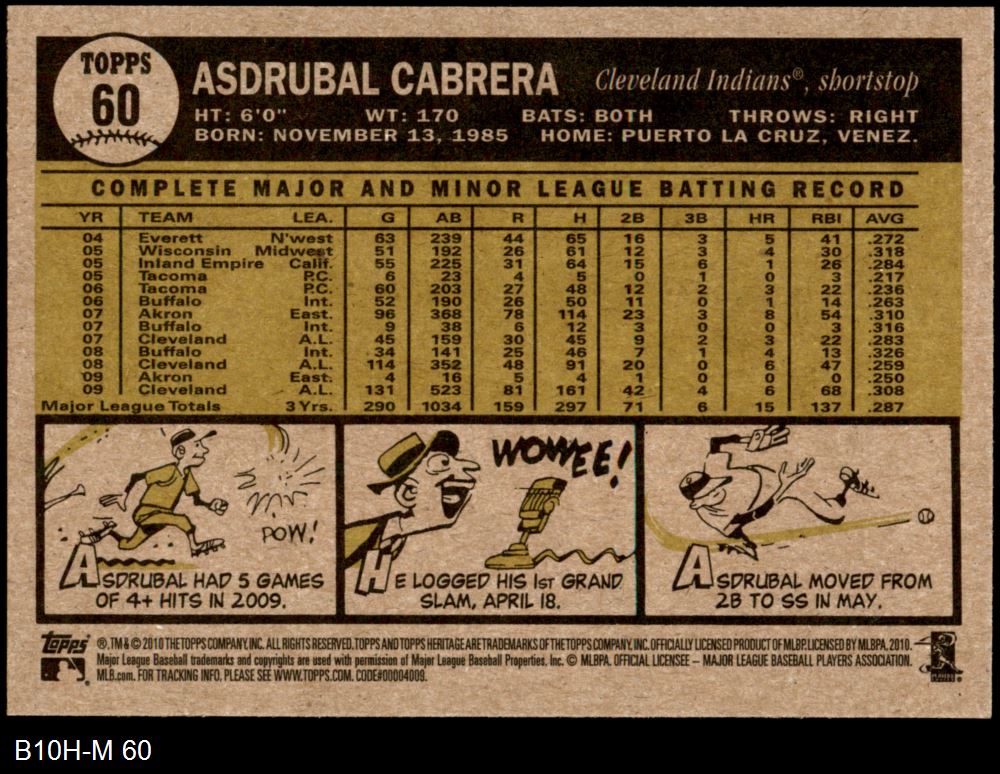 TOPPS
60
ASDRUBAL CABRERA Cleveland Indians®, shortstop
HT: 6'0" WT: 170 BATS: BOTH THROWS: RIGHT
BORN: NOVEMBER 13, 1985 HOME: PUERTO LA CRUZ, VENEZ.
COMPLETE MAJOR AND MINOR LEAGUE BATTING RECORD
YR TEAM LEA. G AB R H 2B 3B HR RBI AVG
04 Everett N'west 63 239 44 65 16 3 5 41 .272
05 Wisconsin Midwest 51 192 26 61 12 3 4 30 .318
05 Inland Empire Calif. 55 225 31 64 15 6 1 26 .284
05 Tacoma P.C. 6 23 4 5 0 1 0 3 .217
06 Tacoma P.C. 60 203 27 48 12 2 3 22 .236
06 Buffalo Int. 52 190 26 50 11 0 1 14 .263
07 Akron East. 96 368 78 114 23 3 8 54 .310
07 Buffalo Int. 9 38 6 12 3 0 0 3 .316
07 Cleveland A.L. 45 159 30 45 9 2 3 22 .283
08 Buffalo Int. 34 141 25 46 7 1 4 13 .326
08 Cleveland A.L. 114 352 48 91 20 0 6 47 .259
09 Akron East. 4 16 5 4 1 0 0 0 .250
09 Cleveland A.L. 131 523 81 161 42 4 6 68 .308
Major League Totals 3 Yrs. 290 1034 159 297 71 6 15 137 .287
POW!
ASDRUBAL HAD 5 GAMES
OF 4+ HITS IN 2009.
WOWEE!
HE LOGGED HIS 1ST GRAND
SLAM, APRIL 18.
ASDRUBAL MOVED FROM
2B TO SS IN MAY.
topps ®, TM & © 2010 THE TOPPS COMPANY, INC. ALL RIGHTS RESERVED. TOPPS AND TOPPS HERITAGE ARE TRADEMARKS OF THE TOPPS COMPANY, INC. OFFICIALLY LICENSED PRODUCT OF MLBP. LICENSED BY MLBPA, 2010.
Major League Baseball trademarks and copyrights are used with permission of Major League Baseball Properties, Inc. © MLBPA. OFFICIAL LICENSEE – MAJOR LEAGUE BASEBALL PLAYERS ASSOCIATION.
MLB.com. FOR TRACKING INFO, PLEASE SEE WWW.TOPPS.COM. CODE#00004009.
B10H-M 60